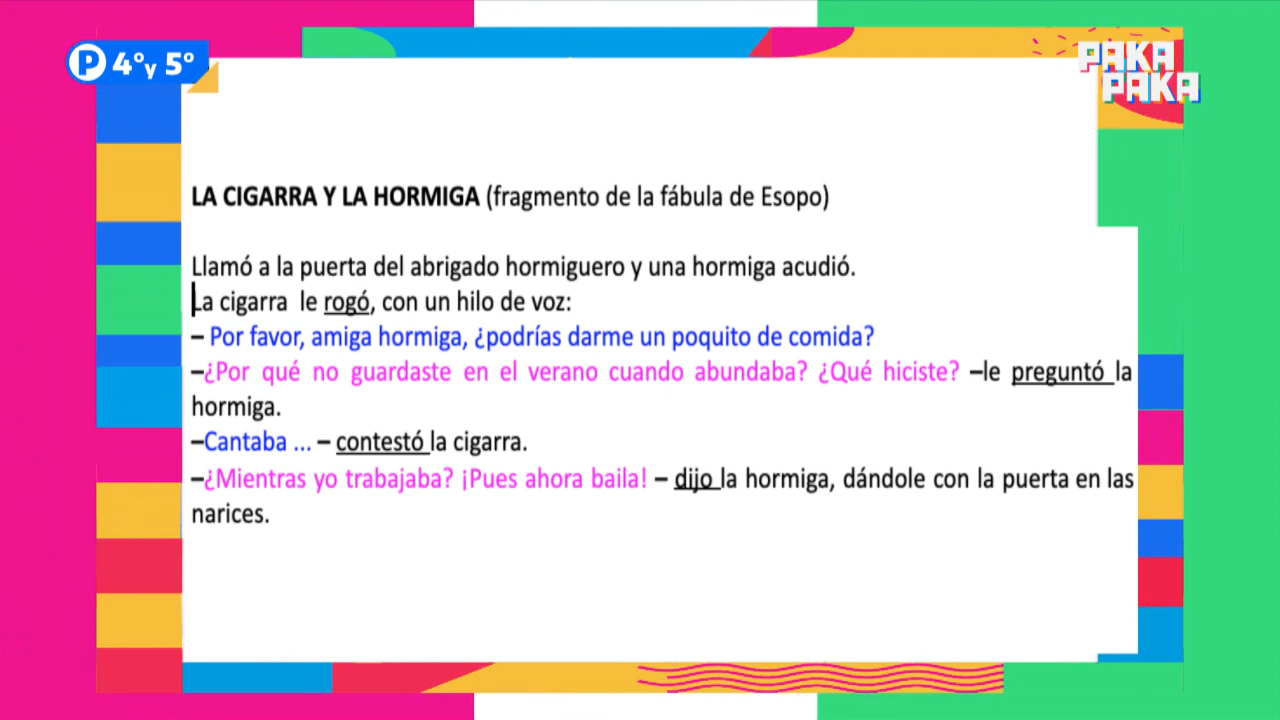 P 4° y 5°
PAKA
PAKA
LA CIGARRA Y LA HORMIGA (fragmento de la fábula de Esopo)
Llamó a la puerta del abrigado hormiguero y una hormiga acudió.
La cigarra le rogó, con un hilo de voz:
– Por favor, amiga hormiga, ¿podrías darme un poquito de comida?
–¿Por qué no guardaste en el verano cuando abundaba? ¿Qué hiciste? –le preguntó la
hormiga.
–Cantaba ... – contestó la cigarra.
–¿Mientras yo trabajaba? ¡Pues ahora baila! – dijo la hormiga, dándole con la puerta en las
narices.